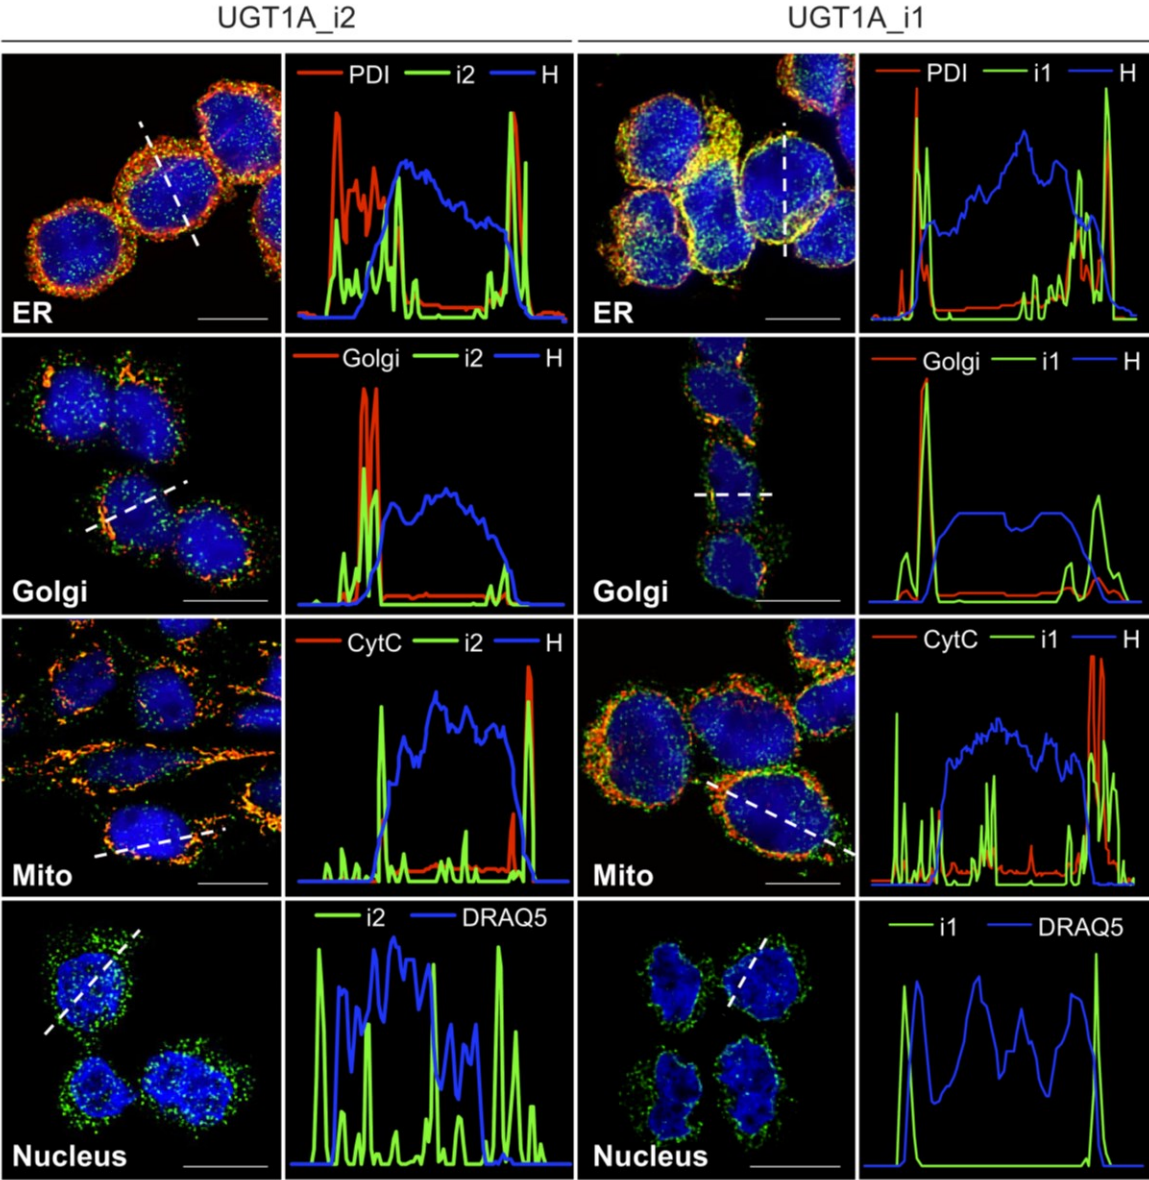 UGT1A_i2 UGT1A_i1
PDI i2 H
PDI i1 H
ER
ER
Golgi i2 H
Golgi i1 H
Golgi
Golgi
CytC i2 H
CytC i1 H
Mito
Mito
i2 DRAQ5
i1 DRAQ5
Nucleus
Nucleus